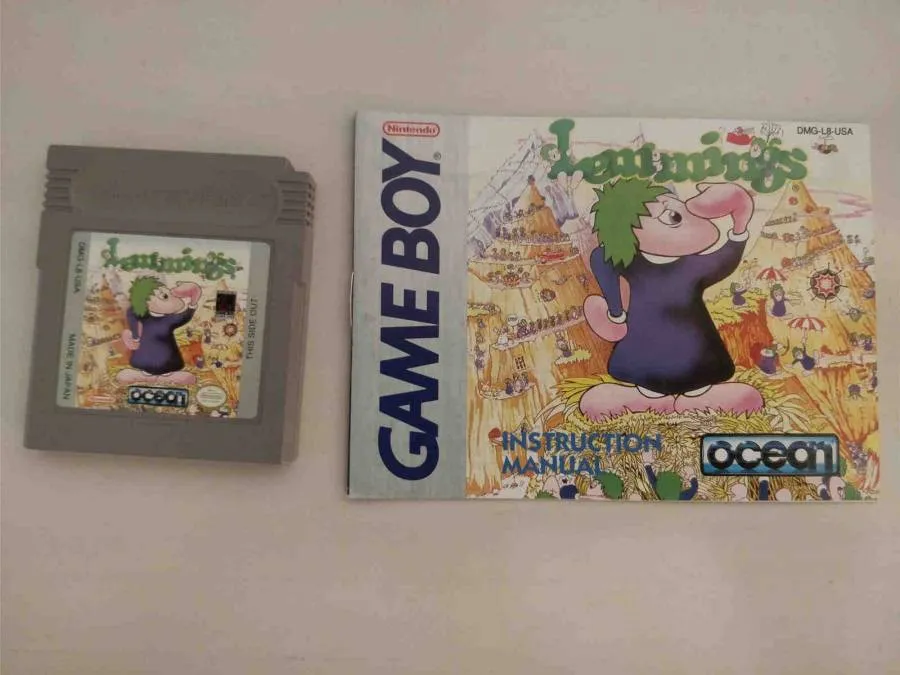 Lemmings
DMG-L8-USA
MADE IN JAPAN
THIS SIDE OUT
ocean
Nintendo
GAME BOY
®
Lemmings
DMG-L8-USA
INSTRUCTION
MANUAL
ocean